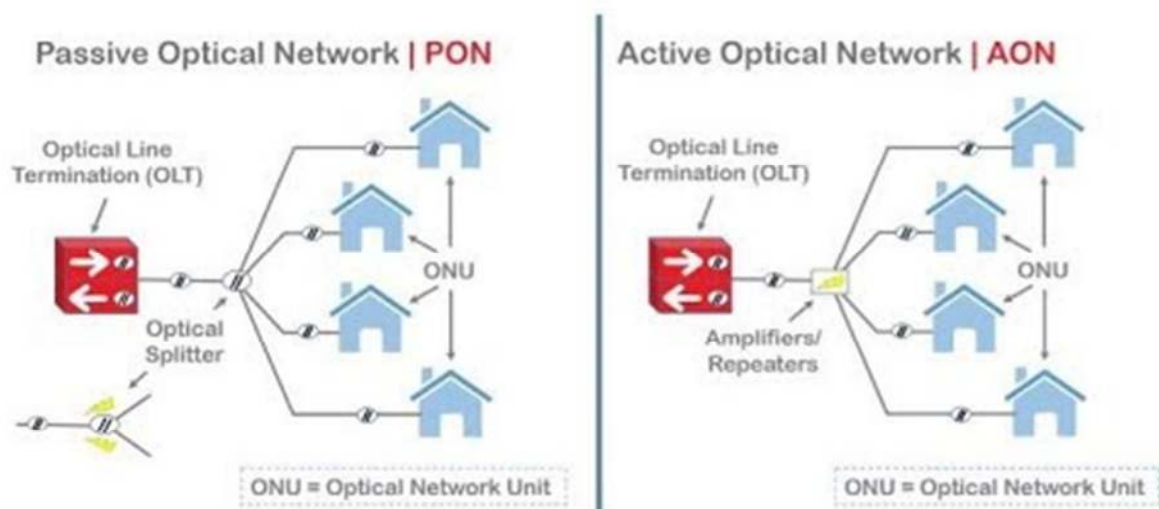 Passive Optical Network | PON
Optical Line
Termination (OLT)
ONU
Optical
Splitter
ONU = Optical Network Unit
Active Optical Network | AON
Optical Line
Termination (OLT)
ONU
Amplifiers/
Repeaters
ONU = Optical Network Unit